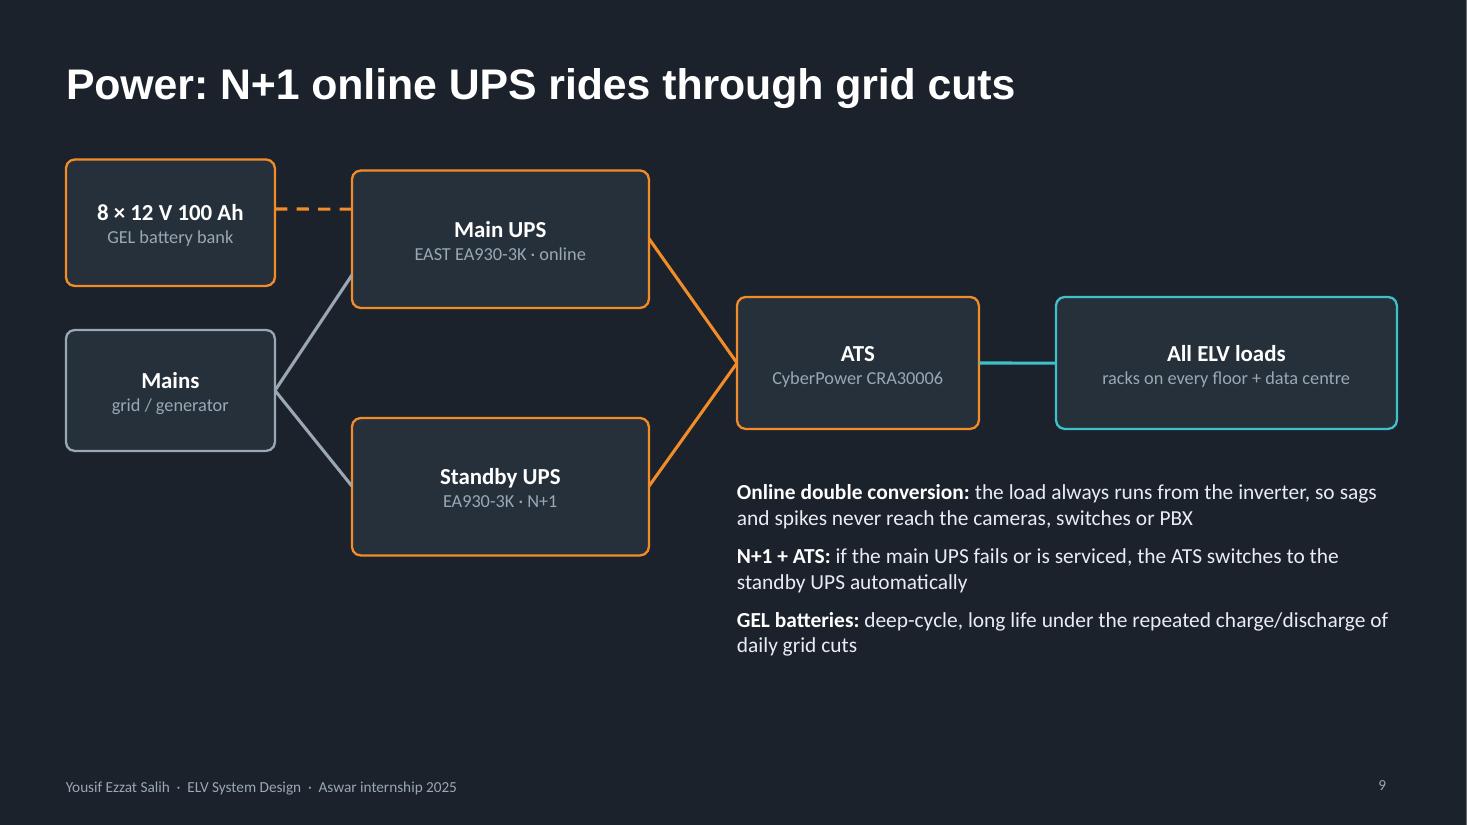 Power: N+1 online UPS rides through grid cuts
8 × 12 V 100 Ah
GEL battery bank
Main UPS
EAST EA930-3K · online
Mains
grid / generator
ATS
CyberPower CRA30006
All ELV loads
racks on every floor + data centre
Standby UPS
EA930-3K · N+1
Online double conversion: the load always runs from the inverter, so sags
and spikes never reach the cameras, switches or PBX
N+1 + ATS: if the main UPS fails or is serviced, the ATS switches to the
standby UPS automatically
GEL batteries: deep-cycle, long life under the repeated charge/discharge of
daily grid cuts
Yousif Ezzat Salih · ELV System Design · Aswar internship 2025
9